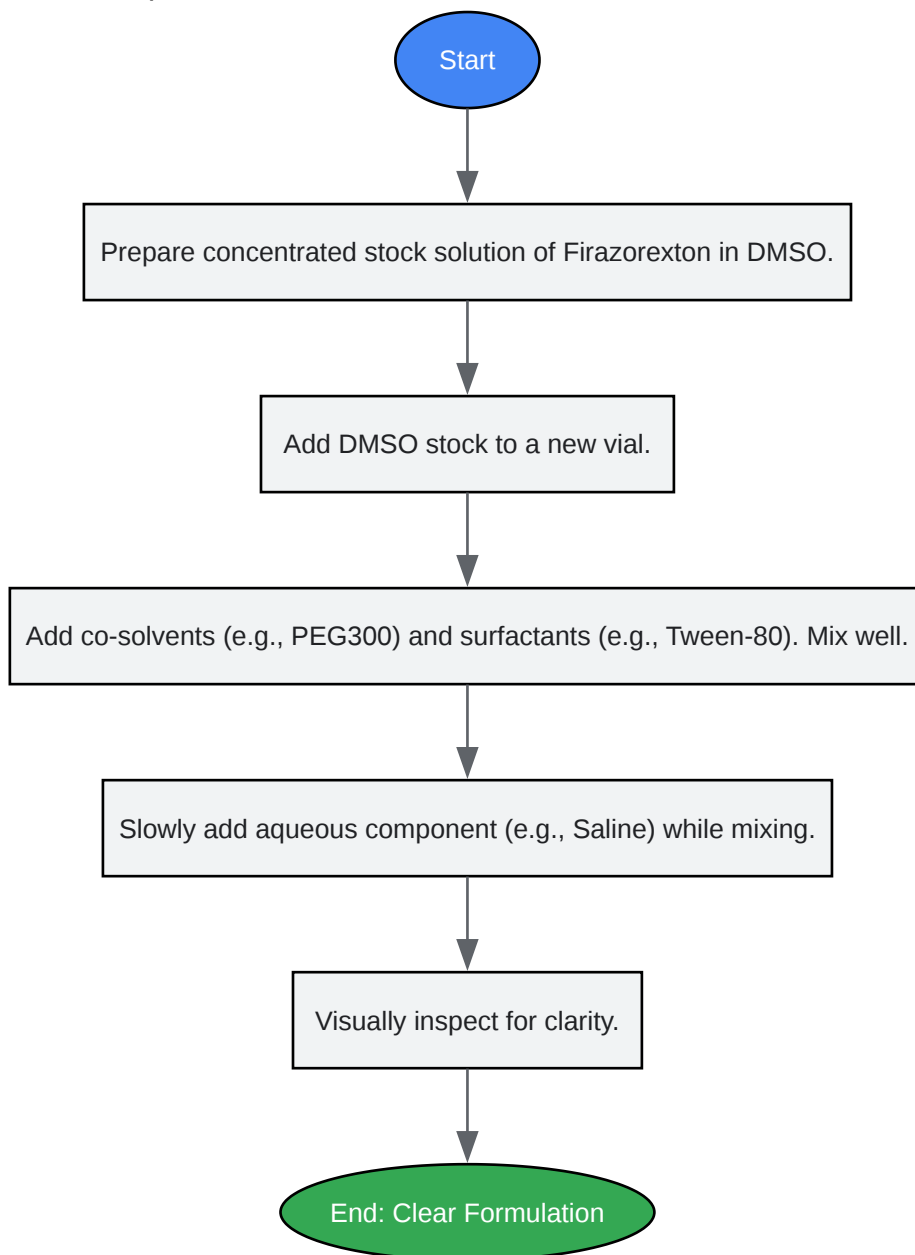 Start
Prepare concentrated stock solution of Firazorexton in DMSO.
Add DMSO stock to a new vial.
Add co-solvents (e.g., PEG300) and surfactants (e.g., Tween-80). Mix well.
Slowly add aqueous component (e.g., Saline) while mixing.
Visually inspect for clarity.
End: Clear Formulation